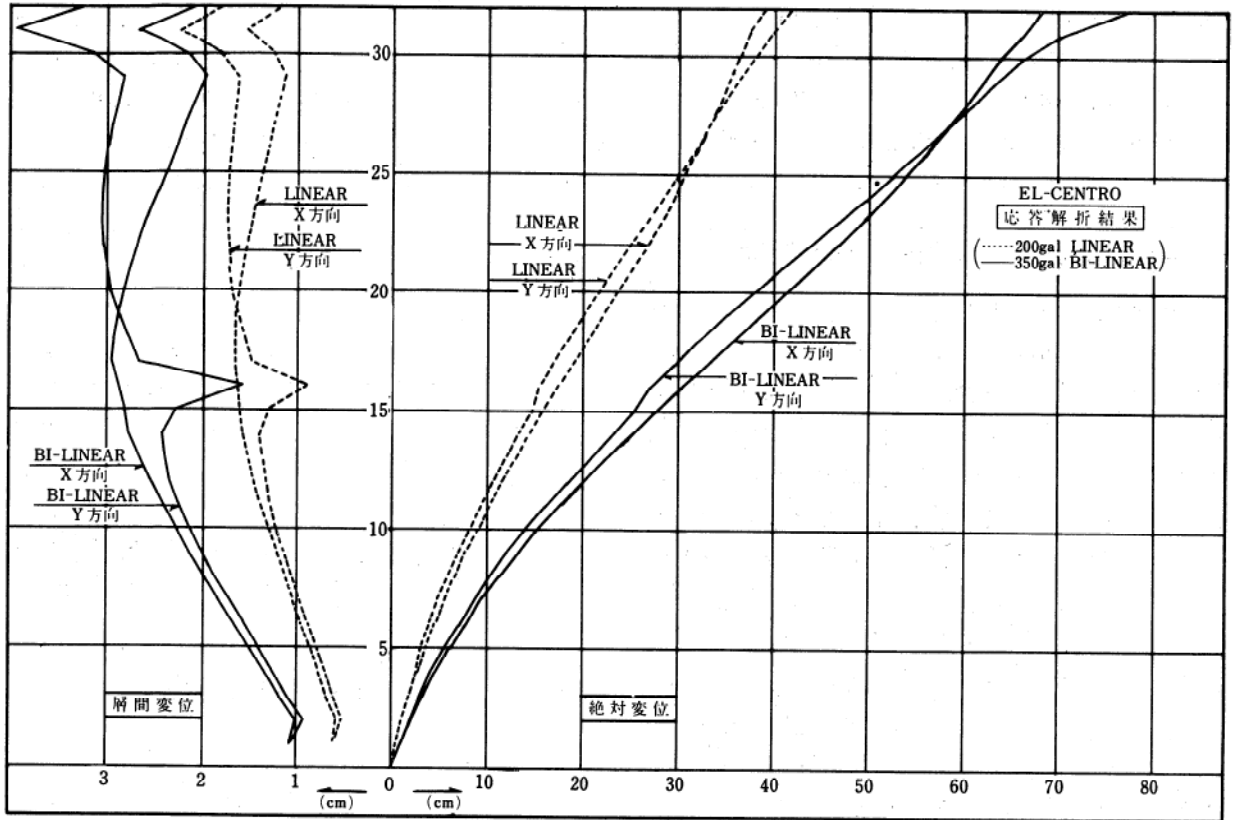 30
25
20
15
10
5
LINEAR
X方向
LINEAR
Y方向
BI-LINEAR
X方向
BI-LINEAR
Y方向
層間変位
LINEAR
X方向
LINEAR
Y方向
BI-LINEAR
X方向
BI-LINEAR
Y方向
絶対変位
EL-CENTRO
応答解折結果
(-----200gal LINEAR
——350gal BI-LINEAR)
3 2 1 0 10 20 30 40 50 60 70 80
(cm) (cm)